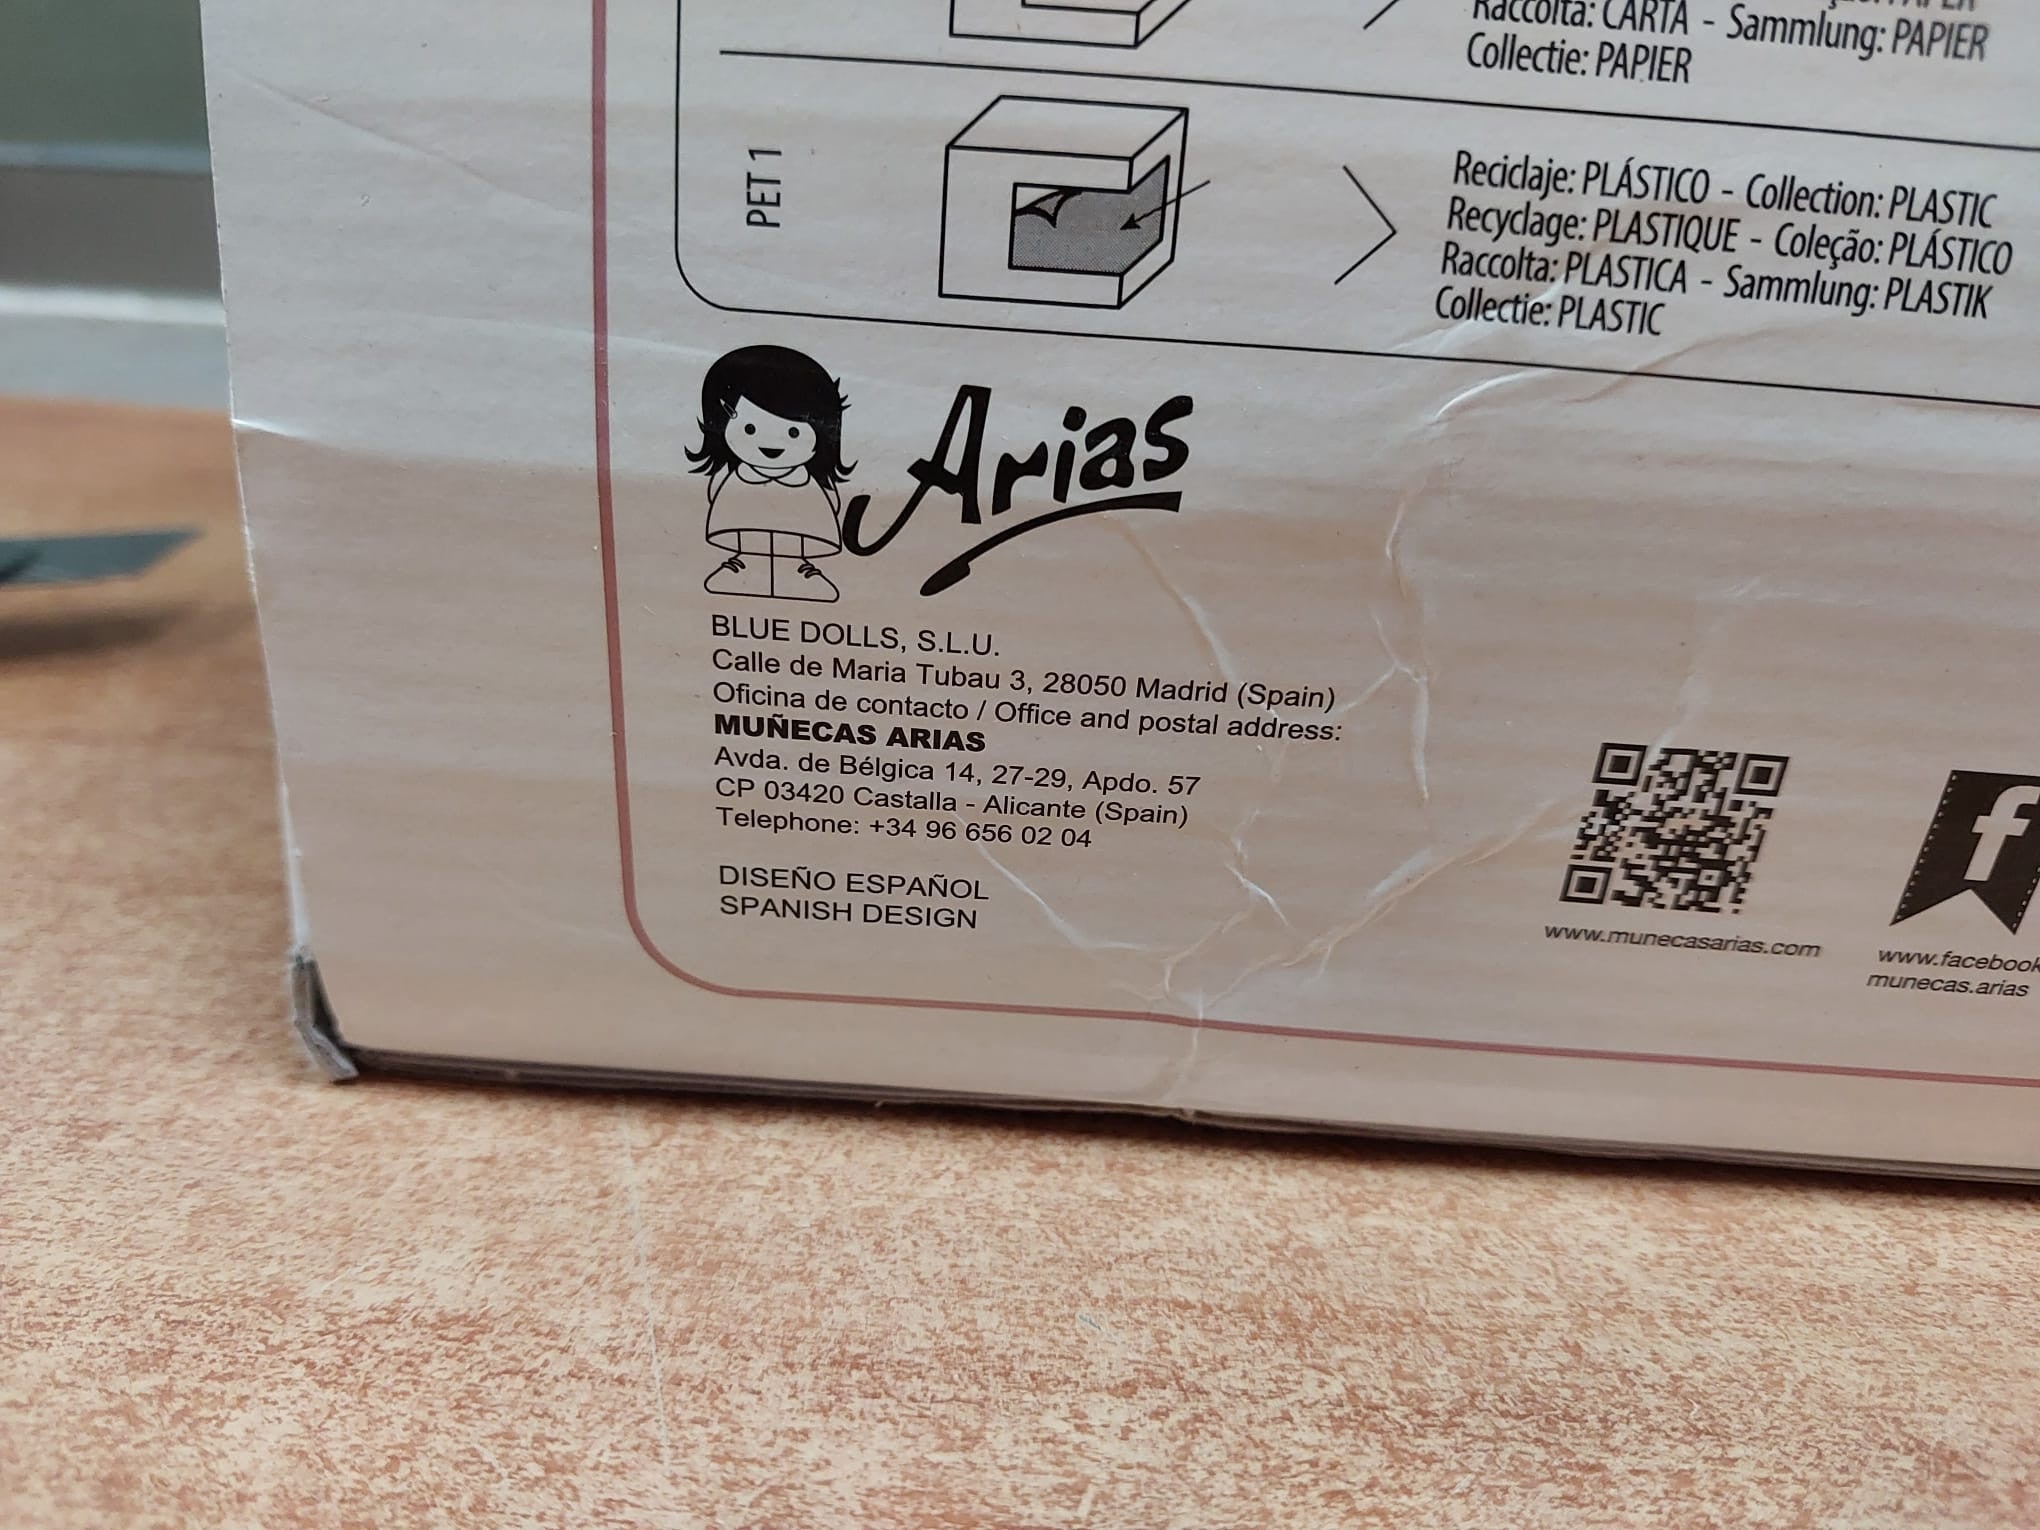 Raccolta: CARTA - Sammlung: PAPIER
Collectie: PAPIER
PET 1
Reciclaje: PLÁSTICO - Collection: PLASTIC
Recyclage: PLASTIQUE - Coleção: PLÁSTICO
Raccolta: PLASTICA - Sammlung: PLASTIK
Collectie: PLASTIC
Arias
BLUE DOLLS, S.L.U.
Calle de Maria Tubau 3, 28050 Madrid (Spain)
Oficina de contacto / Office and postal address:
MUÑECAS ARIAS
Avda. de Bélgica 14, 27-29, Apdo. 57
CP 03420 Castalla - Alicante (Spain)
Telephone: +34 96 656 02 04
DISEÑO ESPAÑOL
SPANISH DESIGN
www.munecasarias.com
f
www.facebook
munecas.arias